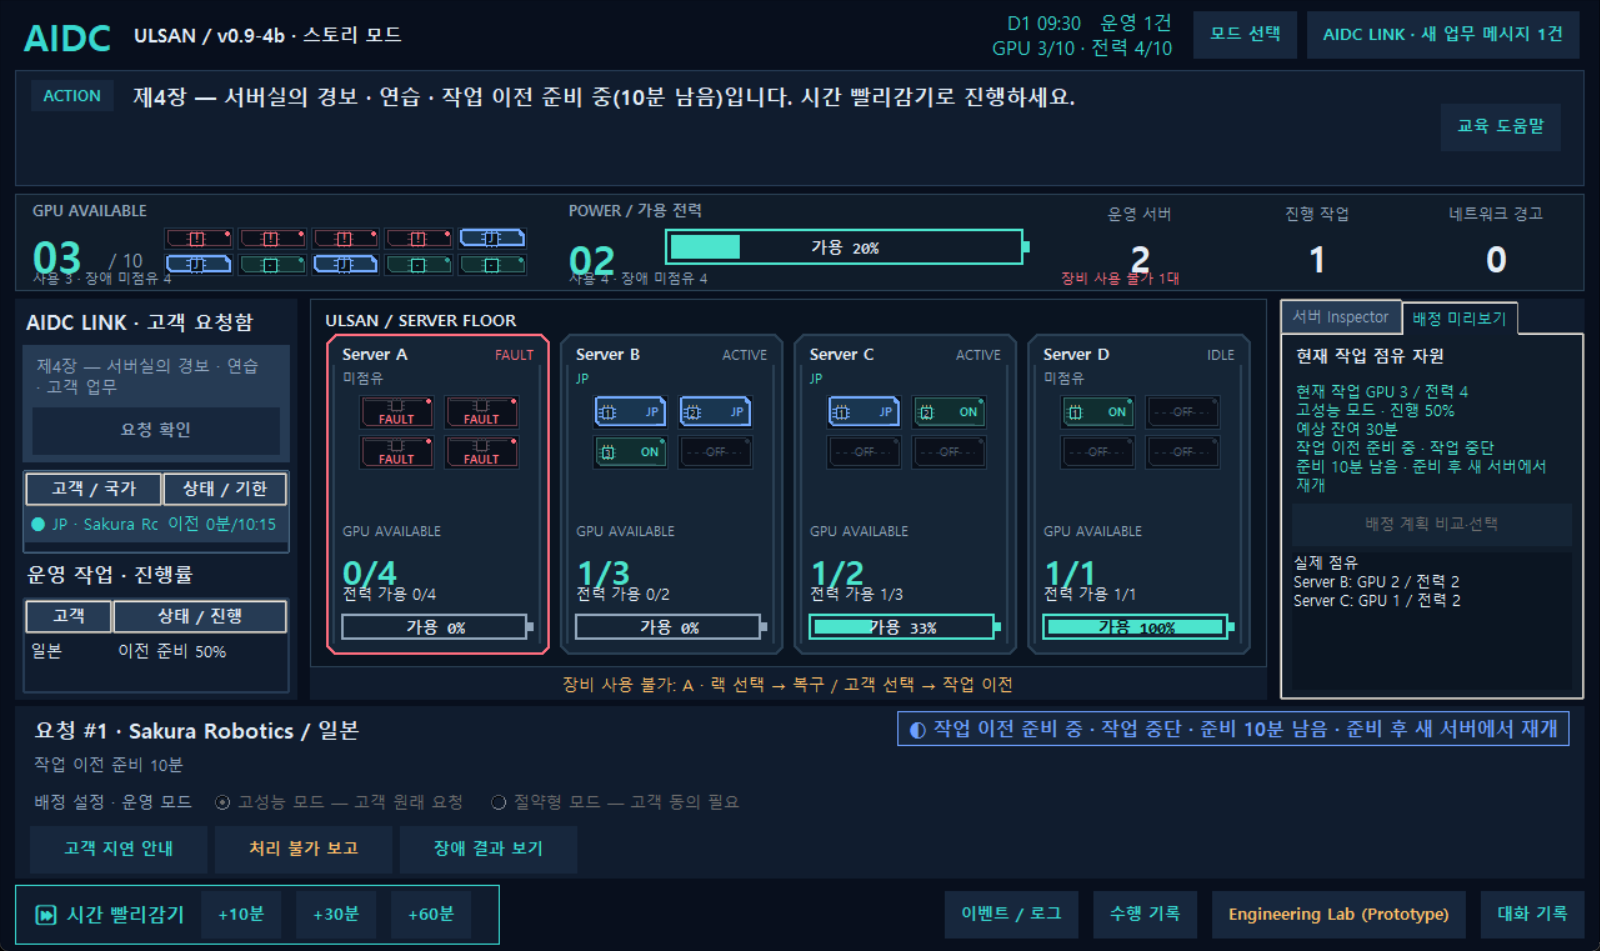 AIDC
ULSAN / v0.9-4b · 스토리 모드
D1 09:30 운영 1건
GPU 3/10 · 전력 4/10
모드 선택
AIDC LINK · 새 업무 메시지 1건
ACTION
제4장 — 서버실의 경보 · 연습 · 작업 이전 준비 중(10분 남음)입니다. 시간 빨리감기로 진행하세요.
교육 도움말
GPU AVAILABLE
03 / 10
사용 3 · 장애 미점유 4
! ! ! ! J
J J
POWER / 가용 전력
02
사용 4 · 장애 미점유 4
가용 20%
운영 서버
2
장비 사용 불가 1대
진행 작업
1
네트워크 경고
0
AIDC LINK · 고객 요청함
제4장 — 서버실의 경보 · 연습
· 고객 업무
요청 확인
고객 / 국가 상태 / 기한
JP · Sakura Rc 이전 0분/10:15
운영 작업 · 진행률
고객 상태 / 진행
일본 이전 준비 50%
ULSAN / SERVER FLOOR
Server A FAULT
미점유
FAULT FAULT
FAULT FAULT
GPU AVAILABLE
0/4
전력 가용 0/4
가용 0%
Server B ACTIVE
JP
1 JP 2 JP
3 ON OFF
GPU AVAILABLE
1/3
전력 가용 0/2
가용 0%
Server C ACTIVE
JP
1 JP 2 ON
OFF OFF
GPU AVAILABLE
1/2
전력 가용 1/3
가용 33%
Server D IDLE
미점유
1 ON OFF
OFF OFF
GPU AVAILABLE
1/1
전력 가용 1/1
가용 100%
장비 사용 불가: A · 랙 선택 → 복구 / 고객 선택 → 작업 이전
서버 Inspector 배정 미리보기
현재 작업 점유 자원
현재 작업 GPU 3 / 전력 4
고성능 모드 · 진행 50%
예상 잔여 30분
작업 이전 준비 중 · 작업 중단
준비 10분 남음 · 준비 후 새 서버에서
재개
배정 계획 비교·선택
실제 점유
Server B: GPU 2 / 전력 2
Server C: GPU 1 / 전력 2
요청 #1 · Sakura Robotics / 일본
작업 이전 준비 중 · 작업 중단 · 준비 10분 남음 · 준비 후 새 서버에서 재개
작업 이전 준비 10분
배정 설정 · 운영 모드 고성능 모드 — 고객 원래 요청 절약형 모드 — 고객 동의 필요
고객 지연 안내 처리 불가 보고 장애 결과 보기
시간 빨리감기 +10분 +30분 +60분
이벤트 / 로그 수행 기록 Engineering Lab (Prototype) 대화 기록